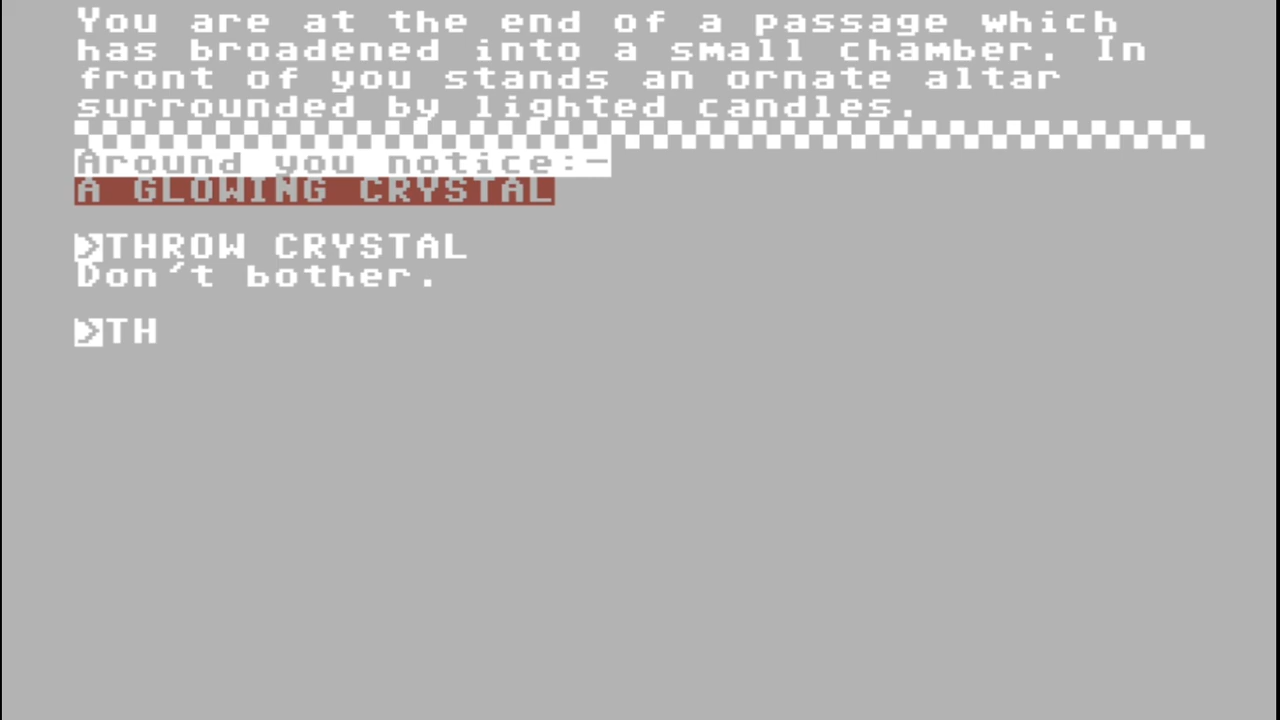 You are at the end of a passage which
has broadened into a small chamber. In
front of you stands an ornate altar
surrounded by lighted candles.
Around you notice:-
A GLOWING CRYSTAL
>THROW CRYSTAL
Don't bother.
>TH